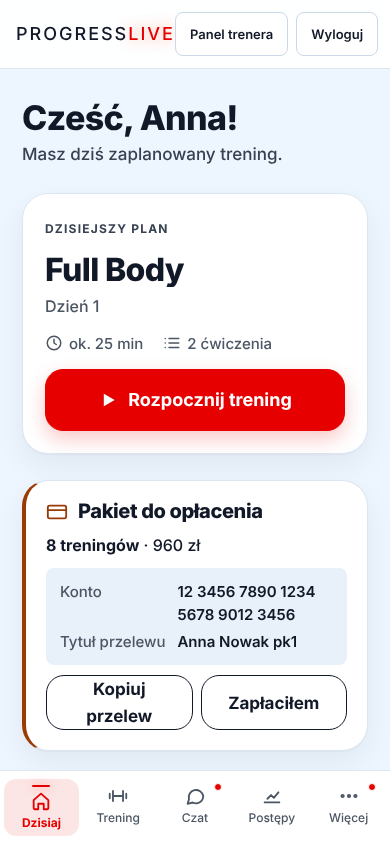 PROGRESSLIVE Panel trenera Wyloguj
Cześć, Anna!
Masz dziś zaplanowany trening.
DZISIEJSZY PLAN
Full Body
Dzień 1
ok. 25 min 2 ćwiczenia
Rozpocznij trening
Pakiet do opłacenia
8 treningów · 960 zł
Konto 12 3456 7890 1234
5678 9012 3456
Tytuł przelewu Anna Nowak pk1
Kopiuj
przelew
Zapłaciłem
Dzisiaj Trening Czat Postępy Więcej